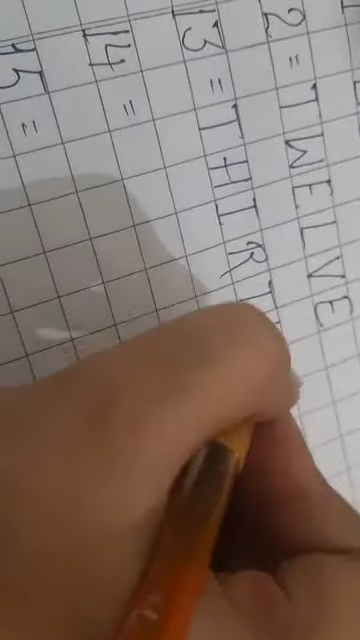 2 = TWELVE
13 = THIRT
14 =
15 =